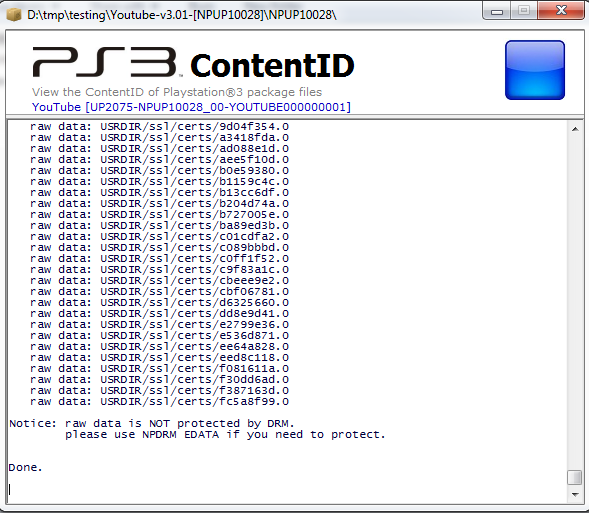 D:\tmp\testing\Youtube-v3.01-[NPUP10028]\NPUP10028\
PS3 ContentID
View the ContentID of Playstation®3 package files
YouTube [UP2075-NPUP10028_00-YOUTUBE000000001]
raw data: USRDIR/ssl/certs/9d04f354.0
raw data: USRDIR/ssl/certs/a3418fda.0
raw data: USRDIR/ssl/certs/ad088e1d.0
raw data: USRDIR/ssl/certs/aee5f10d.0
raw data: USRDIR/ssl/certs/b0e59380.0
raw data: USRDIR/ssl/certs/b1159c4c.0
raw data: USRDIR/ssl/certs/b13cc6df.0
raw data: USRDIR/ssl/certs/b204d74a.0
raw data: USRDIR/ssl/certs/b727005e.0
raw data: USRDIR/ssl/certs/ba89ed3b.0
raw data: USRDIR/ssl/certs/c01cdfa2.0
raw data: USRDIR/ssl/certs/c089bbbd.0
raw data: USRDIR/ssl/certs/c0ff1f52.0
raw data: USRDIR/ssl/certs/c9f83a1c.0
raw data: USRDIR/ssl/certs/cbeee9e2.0
raw data: USRDIR/ssl/certs/cbf06781.0
raw data: USRDIR/ssl/certs/d6325660.0
raw data: USRDIR/ssl/certs/dd8e9d41.0
raw data: USRDIR/ssl/certs/e2799e36.0
raw data: USRDIR/ssl/certs/e536d871.0
raw data: USRDIR/ssl/certs/ee64a828.0
raw data: USRDIR/ssl/certs/eed8c118.0
raw data: USRDIR/ssl/certs/f081611a.0
raw data: USRDIR/ssl/certs/f30dd6ad.0
raw data: USRDIR/ssl/certs/f387163d.0
raw data: USRDIR/ssl/certs/fc5a8f99.0
Notice: raw data is NOT protected by DRM.
please use NPDRM EDATA if you need to protect.
Done.